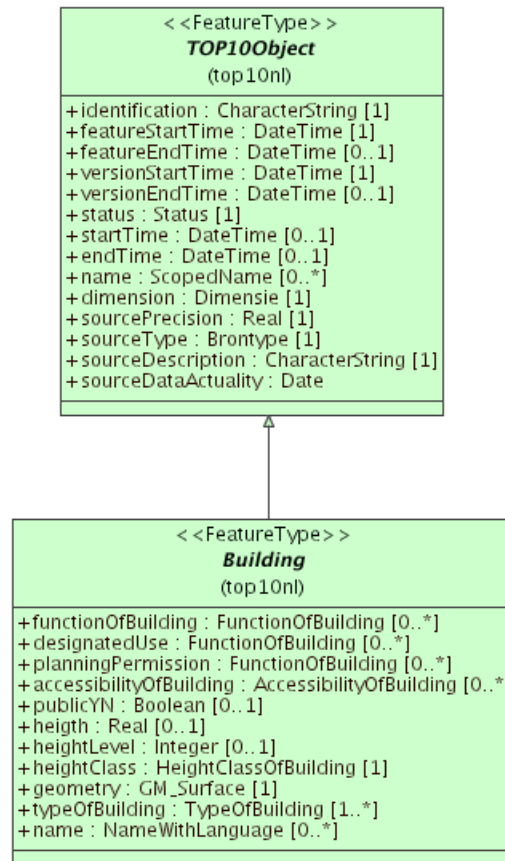 <<FeatureType>>
TOP10Object
(top10nl)
+identification : CharacterString [1]
+featureStartTime : DateTime [1]
+featureEndTime : DateTime [0..1]
+versionStartTime : DateTime [1]
+versionEndTime : DateTime [0..1]
+status : Status [1]
+startTime : DateTime [0..1]
+endTime : DateTime [0..1]
+name : ScopedName [0..*]
+dimension : Dimensie [1]
+sourcePrecision : Real [1]
+sourceType : Brontype [1]
+sourceDescription : CharacterString [1]
+sourceDataActuality : Date
<<FeatureType>>
Building
(top10nl)
+functionOfBuilding : FunctionOfBuilding [0..*]
+designatedUse : FunctionOfBuilding [0..*]
+planningPermission : FunctionOfBuilding [0..*]
+accessibilityOfBuilding : AccessibilityOfBuilding [0..*
+publicYN : Boolean [0..1]
+heigth : Real [0..1]
+heightLevel : Integer [0..1]
+heightClass : HeightClassOfBuilding [1]
+geometry : GM_Surface [1]
+typeOfBuilding : TypeOfBuilding [1..*]
+name : NameWithLanguage [0..*]